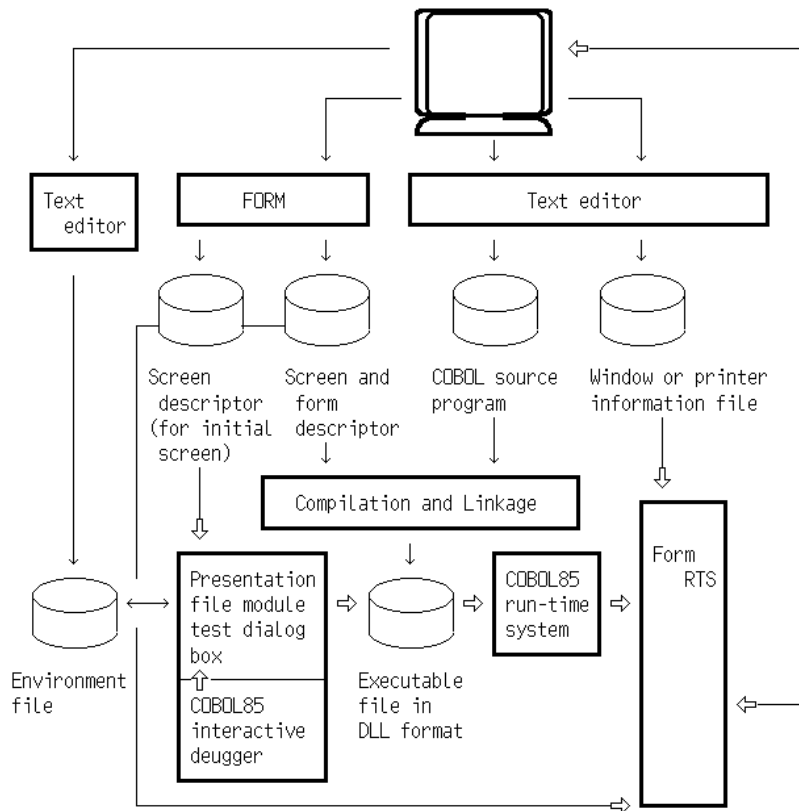 Text
editor
FORM
Text editor
Screen
descriptor
(for initial
screen)
Screen and
form
descriptor
COBOL source
program
Window or printer
information file
Compilation and Linkage
Presentation
file module
test dialog
box
COBOL85
interactive
deugger
COBOL85
run-time
system
Form
RTS
Environment
file
Executable
file in
DLL format